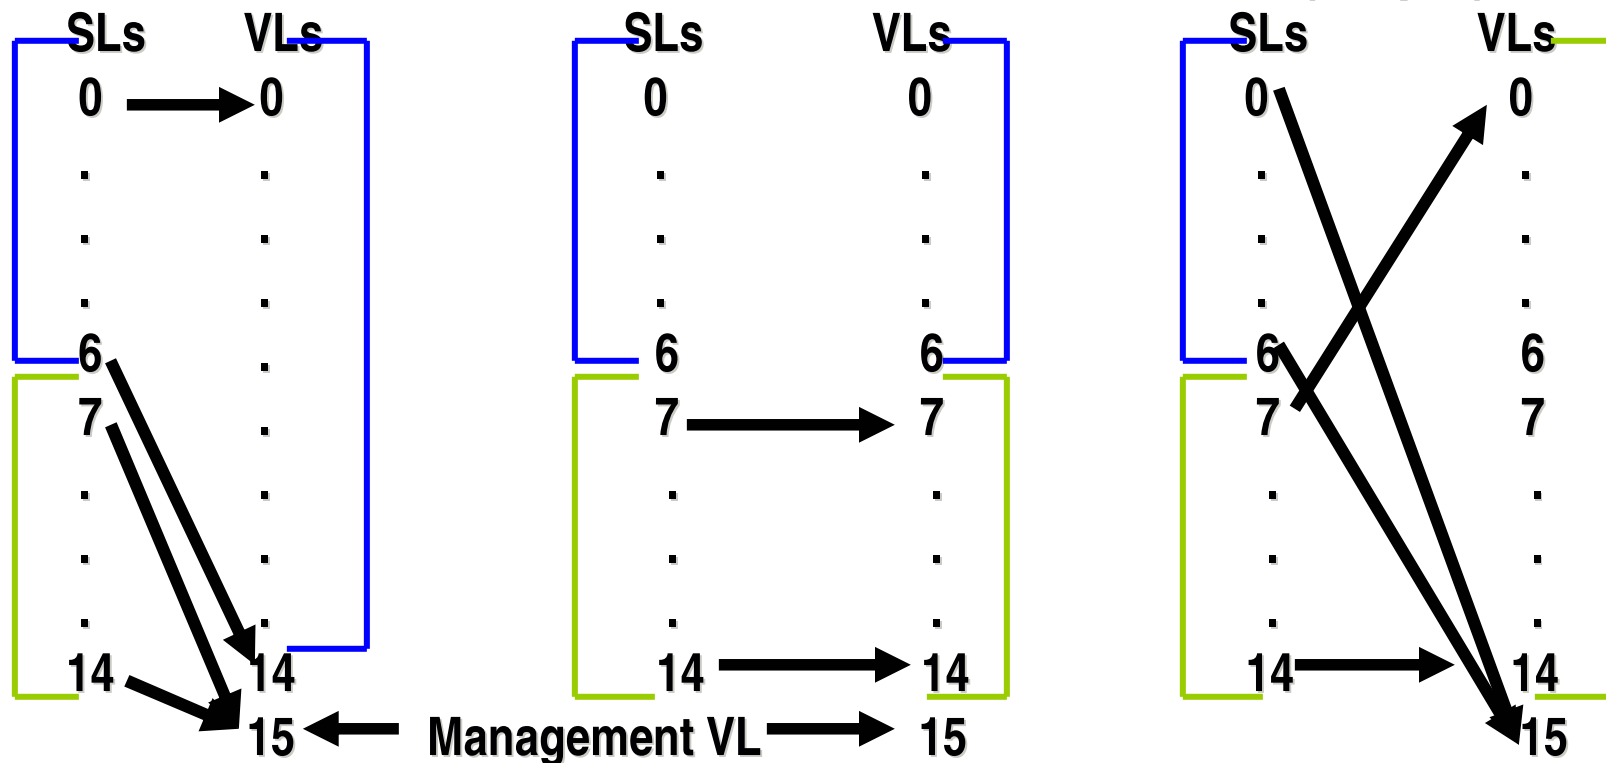 SLs VLs SLs VLs SLs VLs
0 0 0 0 0 0
. . . . . .
. . . . . .
. . . . . .
6 . 6 6 6 6
7 . 7 7 7 7
. . . . . .
. . . . . .
. . . . . .
14 14 14 14 14 14
15 Management VL 15 15